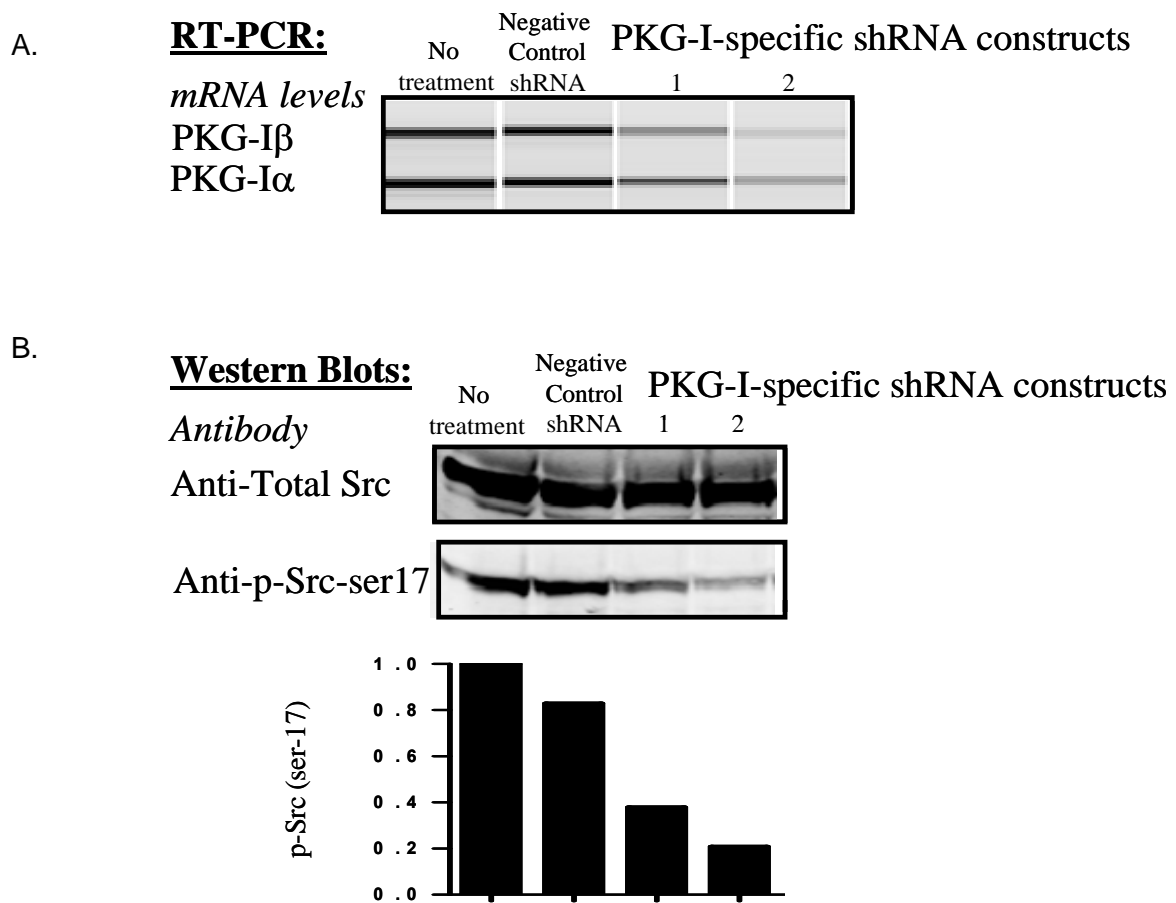 A.
RT-PCR:
No treatment
Negative Control shRNA
PKG-I-specific shRNA constructs
1 2
mRNA levels
PKG-Iβ
PKG-Iα
B.
Western Blots:
No treatment
Negative Control shRNA
PKG-I-specific shRNA constructs
1 2
Antibody
Anti-Total Src
Anti-p-Src-ser17
p-Src (ser-17)
1.0
0.8
0.6
0.4
0.2
0.0